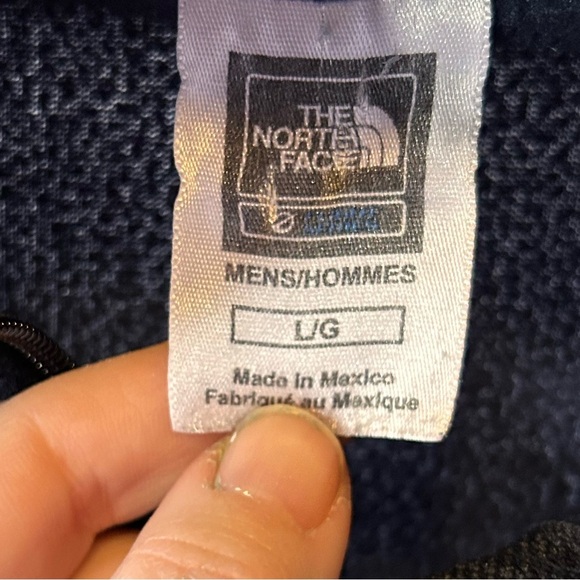 THE
NORTH
FACE
MENS/HOMMES
L/G
Made in Mexico
Fabriqué au Mexique